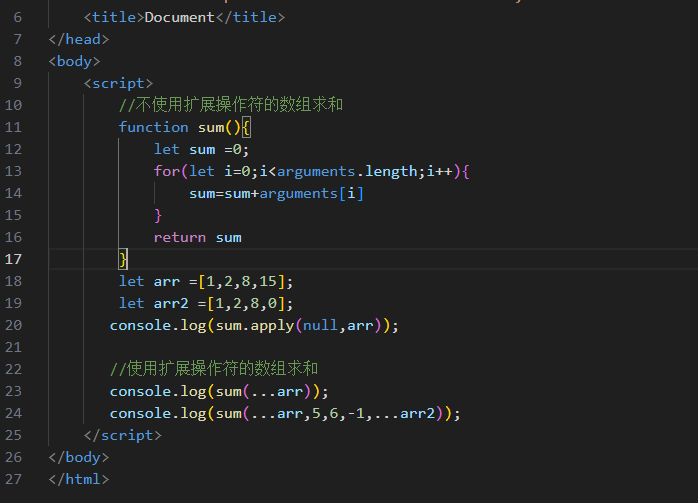 6 <title>Document</title>
7 </head>
8 <body>
9 <script>
10 //不使用扩展操作符的数组求和
11 function sum(){
12 let sum =0;
13 for(let i=0;i<arguments.length;i++){
14 sum=sum+arguments[i]
15 }
16 return sum
17 }
18 let arr =[1,2,8,15];
19 let arr2 =[1,2,8,0];
20 console.log(sum.apply(null,arr));
21
22 //使用扩展操作符的数组求和
23 console.log(sum(...arr));
24 console.log(sum(...arr,5,6,-1,...arr2));
25 </script>
26 </body>
27 </html>